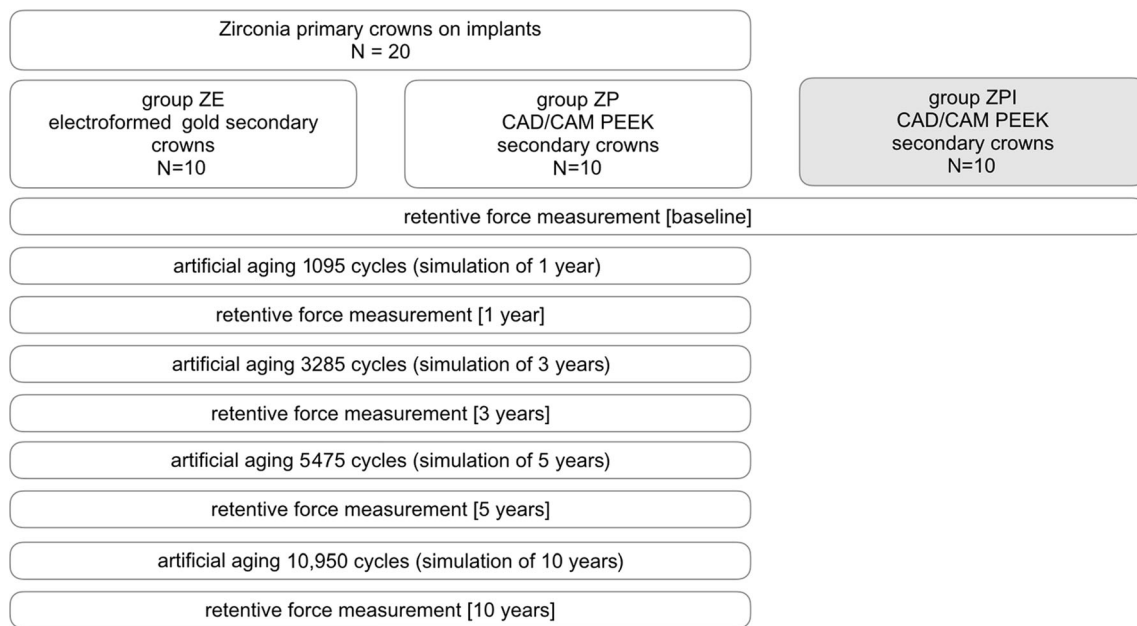 Zirconia primary crowns on implants
N = 20
group ZE
electroformed gold secondary
crowns
N=10
group ZP
CAD/CAM PEEK
secondary crowns
N=10
group ZPI
CAD/CAM PEEK
secondary crowns
N=10
retentive force measurement [baseline]
artificial aging 1095 cycles (simulation of 1 year)
retentive force measurement [1 year]
artificial aging 3285 cycles (simulation of 3 years)
retentive force measurement [3 years]
artificial aging 5475 cycles (simulation of 5 years)
retentive force measurement [5 years]
artificial aging 10,950 cycles (simulation of 10 years)
retentive force measurement [10 years]